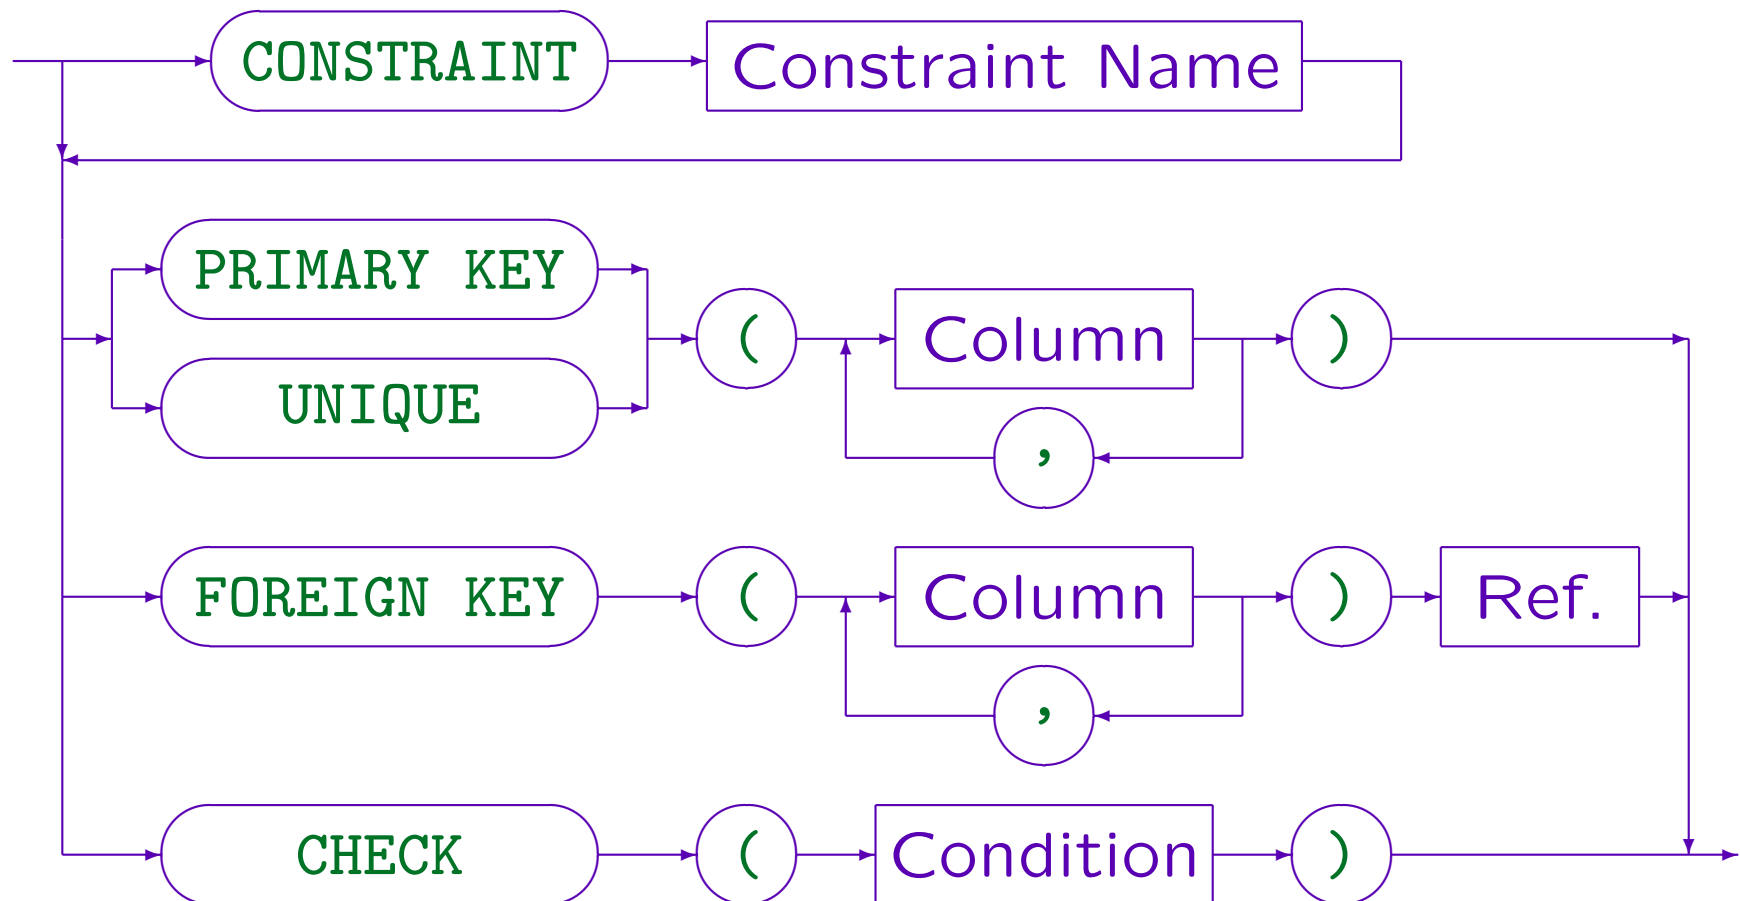 CONSTRAINT Constraint Name
PRIMARY KEY
( Column )
UNIQUE
,
FOREIGN KEY ( Column ) Ref.
,
CHECK ( Condition )